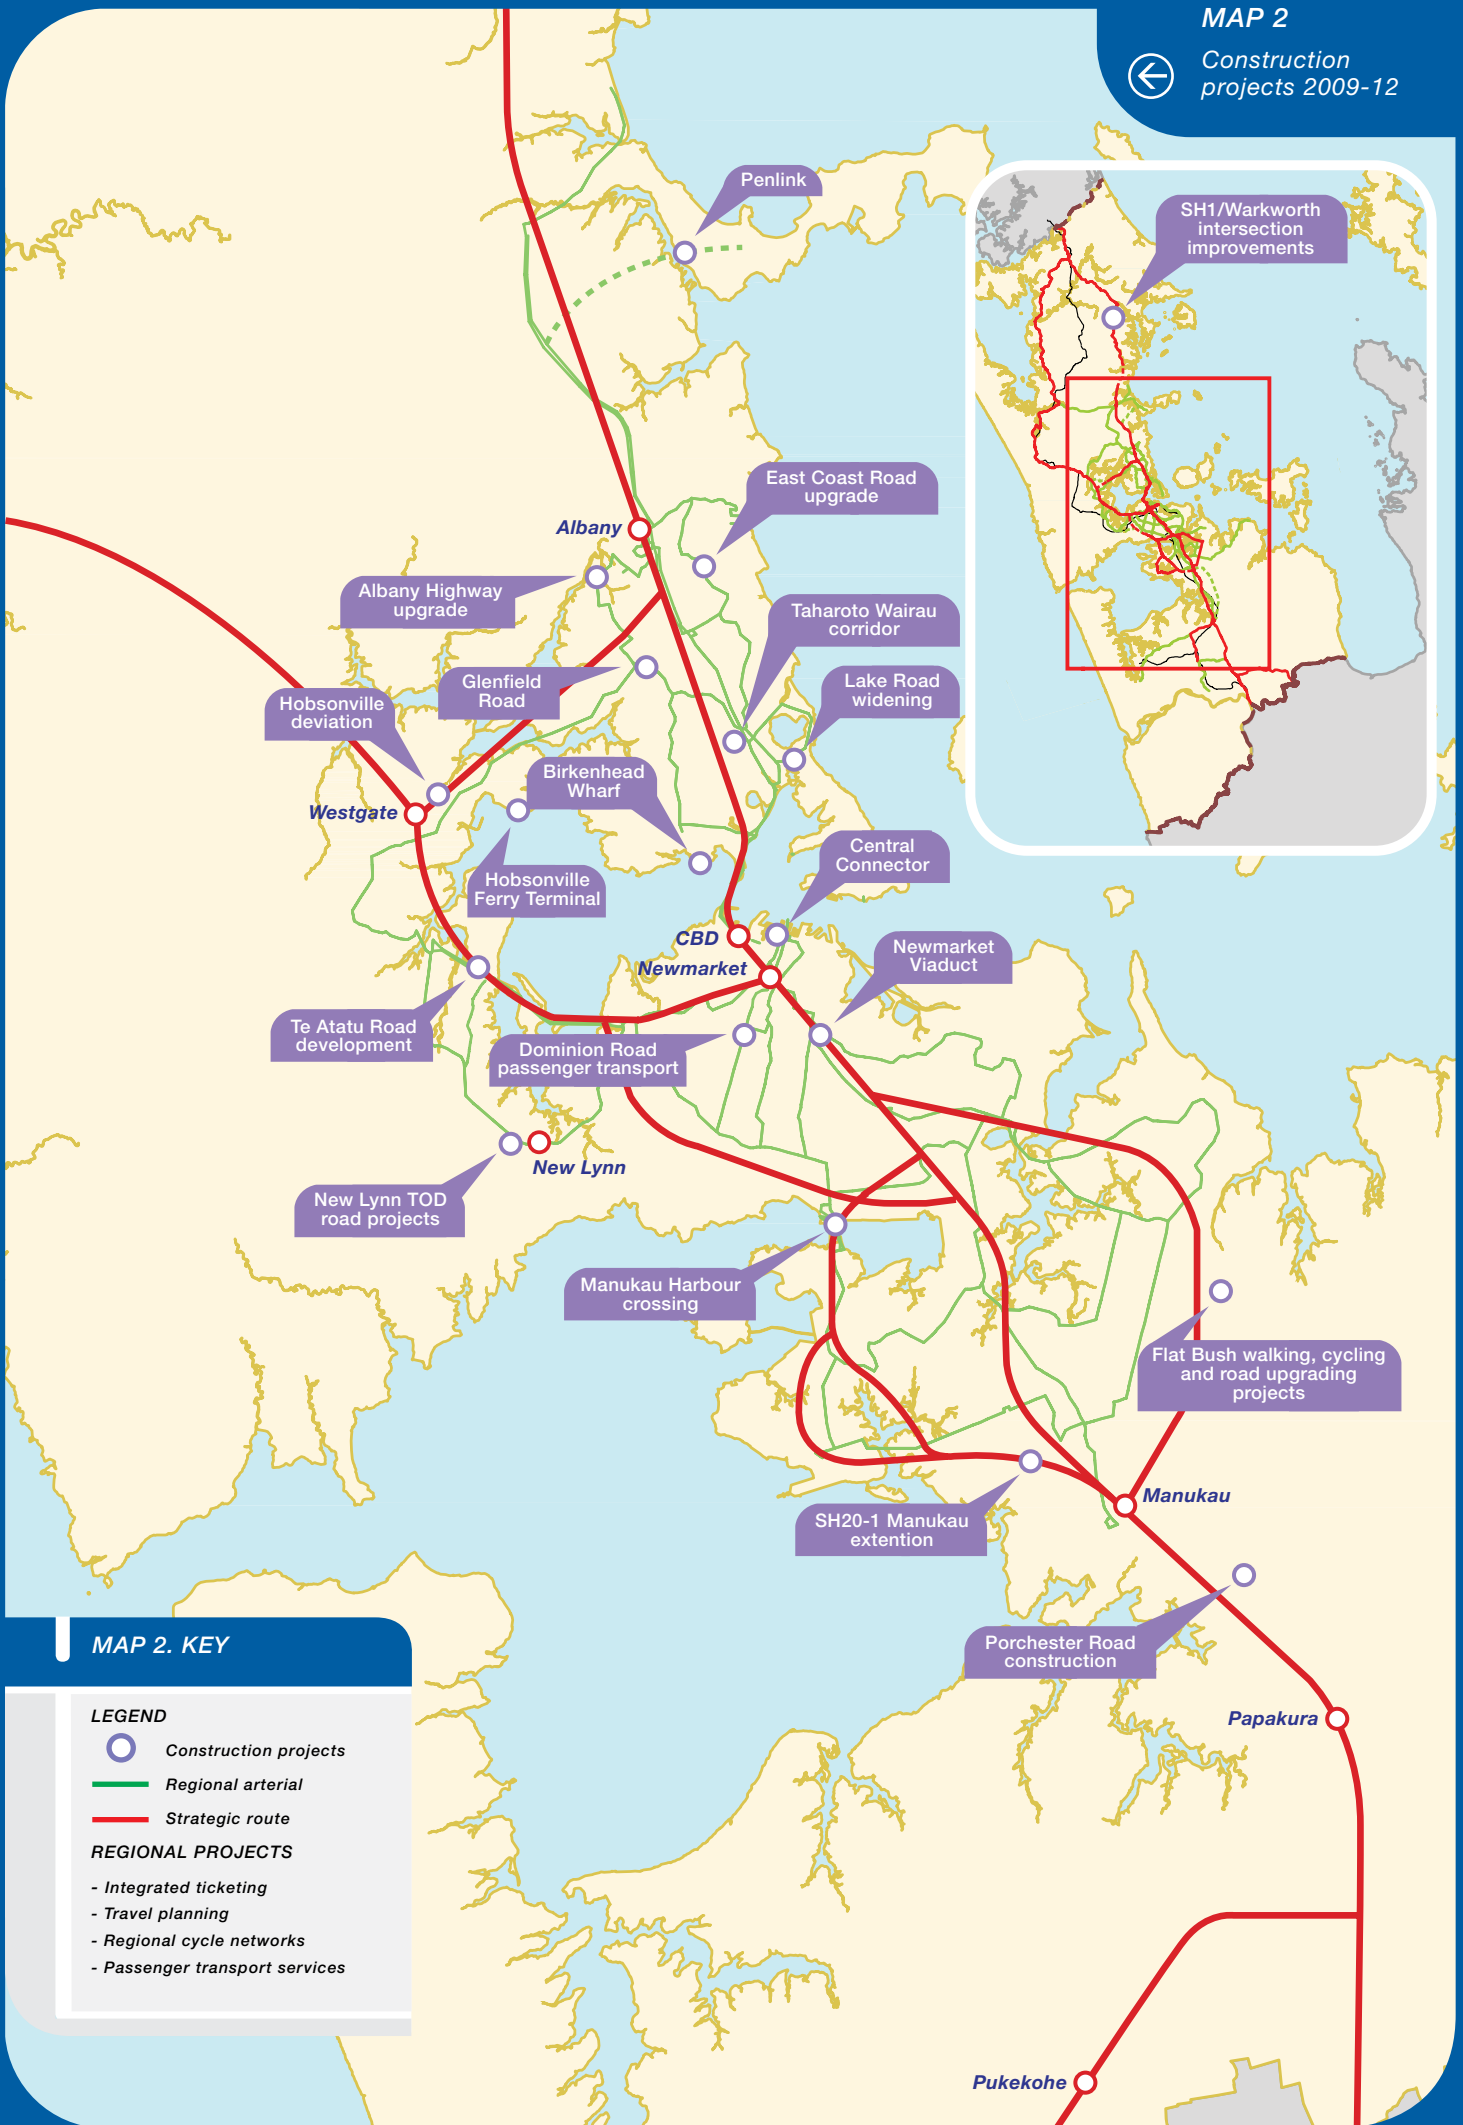 MAP 2
Construction
projects 2009-12
Penlink
SH1/Warkworth
intersection
improvements
East Coast Road
upgrade
Albany
Albany Highway
upgrade
Taharoto Wairau
corridor
Glenfield
Road
Lake Road
widening
Hobsonville
deviation
Birkenhead
Wharf
Westgate
Central
Connector
Hobsonville
Ferry Terminal
CBD
Newmarket
Newmarket
Viaduct
Te Atatu Road
development
Dominion Road
passenger transport
New Lynn
New Lynn TOD
road projects
Manukau Harbour
crossing
Flat Bush walking, cycling
and road upgrading
projects
Manukau
SH20-1 Manukau
extention
Porchester Road
construction
Papakura
Pukekohe
MAP 2. KEY
LEGEND
Construction projects
Regional arterial
Strategic route
REGIONAL PROJECTS
- Integrated ticketing
- Travel planning
- Regional cycle networks
- Passenger transport services